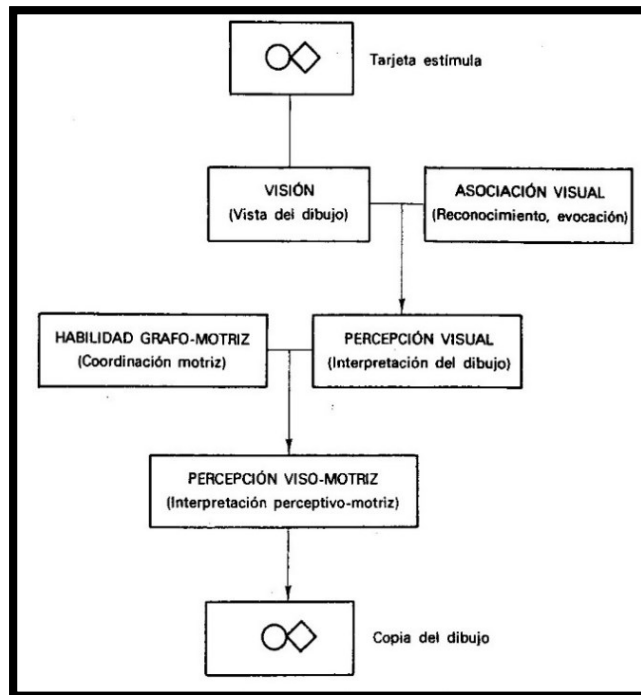 Tarjeta estímula
VISIÓN
(Vista del dibujo)
ASOCIACIÓN VISUAL
(Reconocimiento, evocación)
HABILIDAD GRAFO-MOTRIZ
(Coordinación motriz)
PERCEPCIÓN VISUAL
(Interpretación del dibujo)
PERCEPCIÓN VISO-MOTRIZ
(Interpretación perceptivo-motriz)
Copia del dibujo